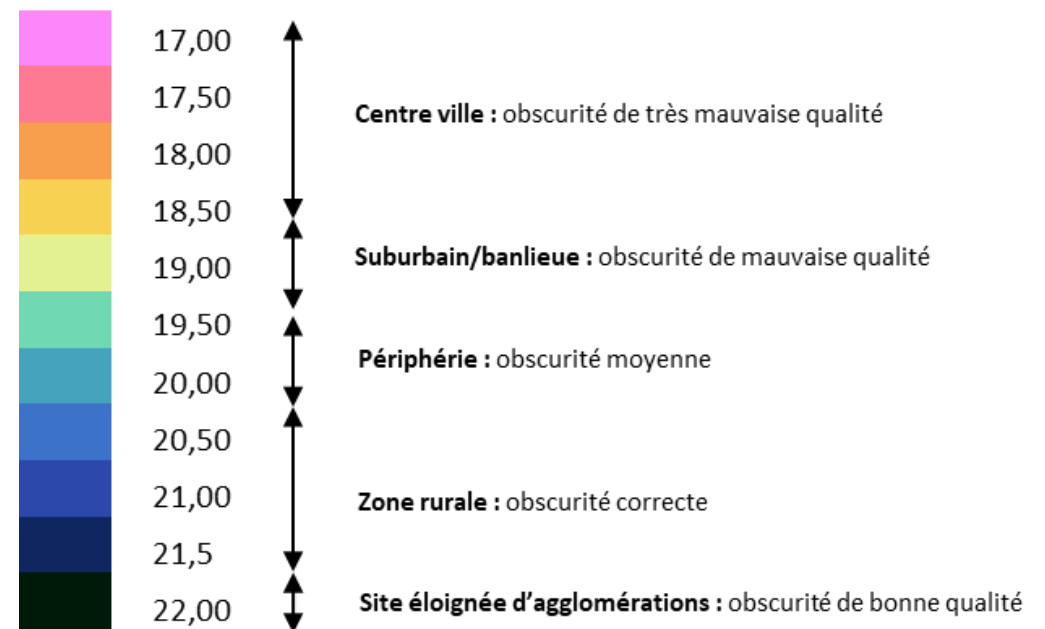 17,00
17,50
Centre ville : obscurité de très mauvaise qualité
18,00
18,50
Suburbain/banlieue : obscurité de mauvaise qualité
19,00
19,50
Périphérie : obscurité moyenne
20,00
20,50
21,00
Zone rurale : obscurité correcte
21,5
22,00
Site éloignée d’agglomérations : obscurité de bonne qualité